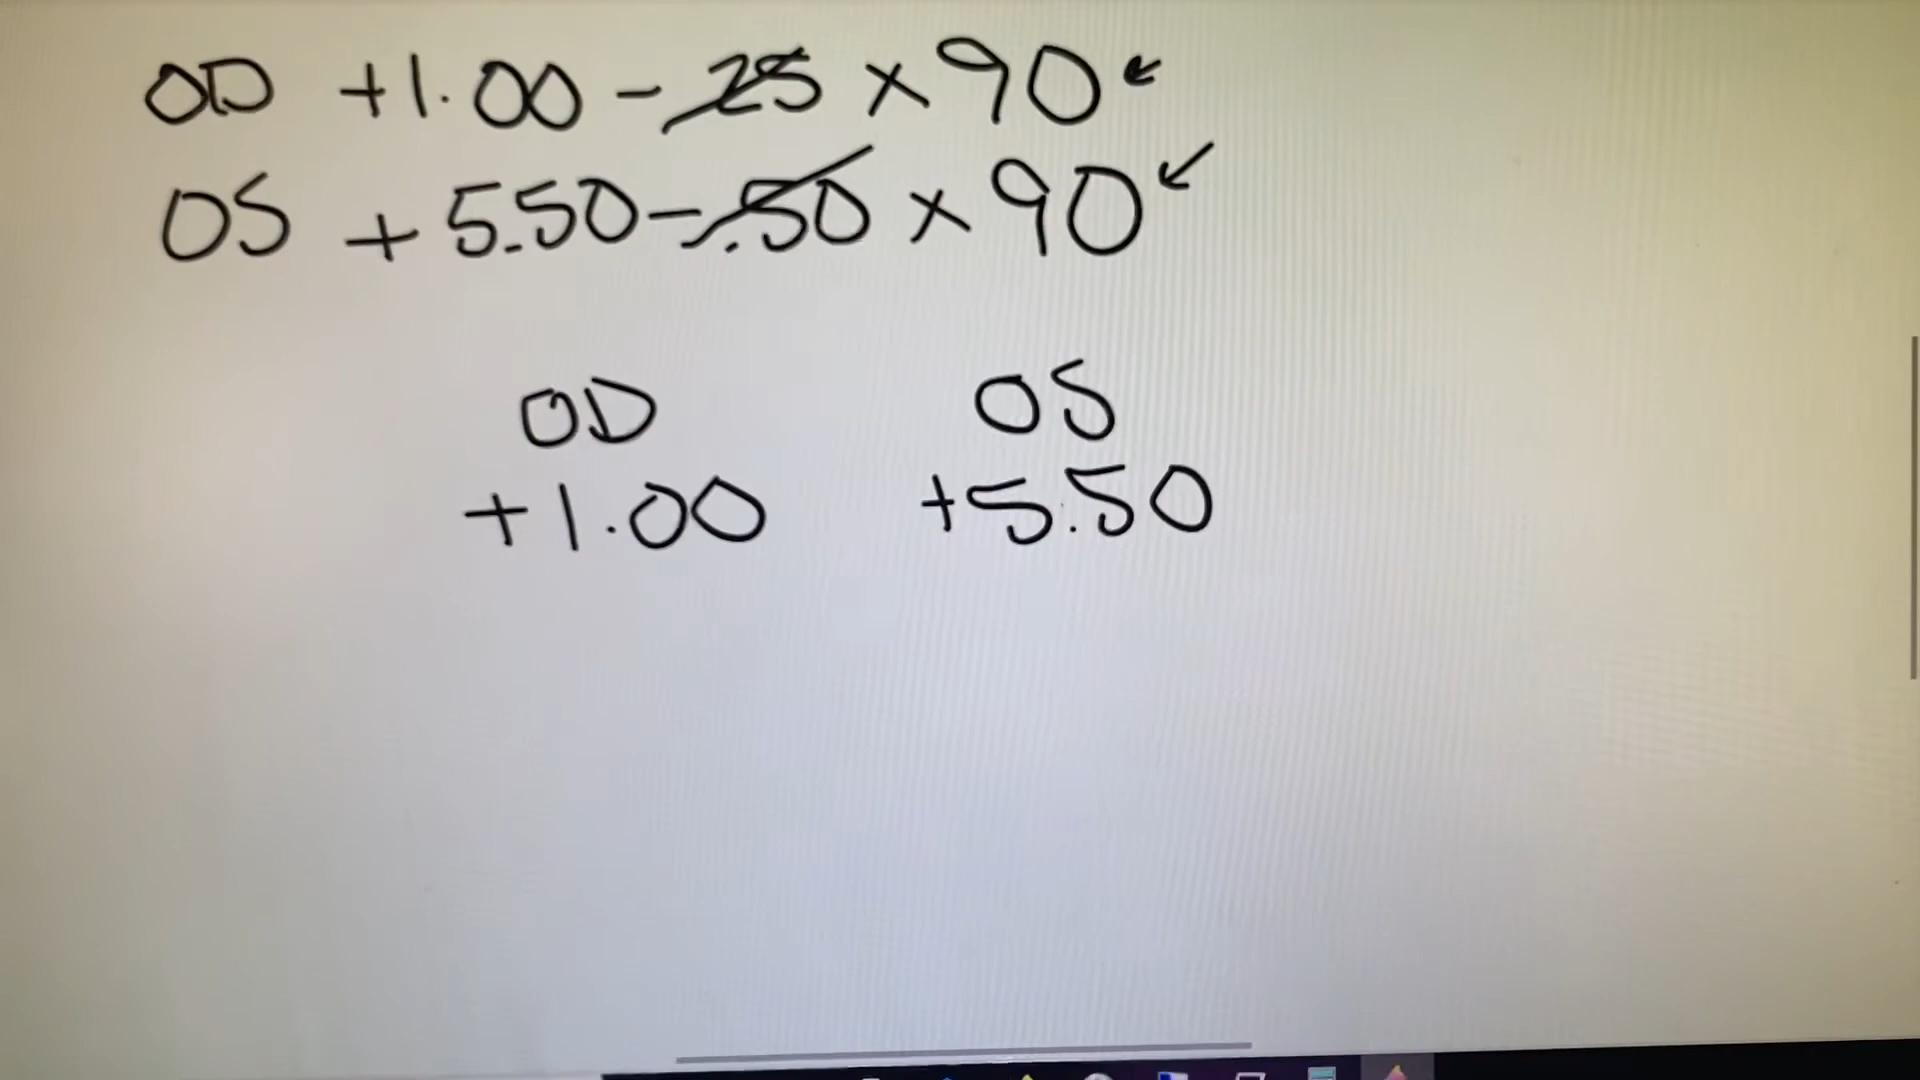 OD +1.00 - .25 x 90
OS +5.50 - .50 x 90
OD OS
+1.00 +5.50